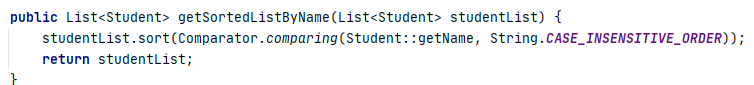 public List<Student> getSortedListByName(List<Student> studentList) {
    studentList.sort(Comparator.comparing(Student::getName, String.CASE_INSENSITIVE_ORDER));
    return studentList;
}